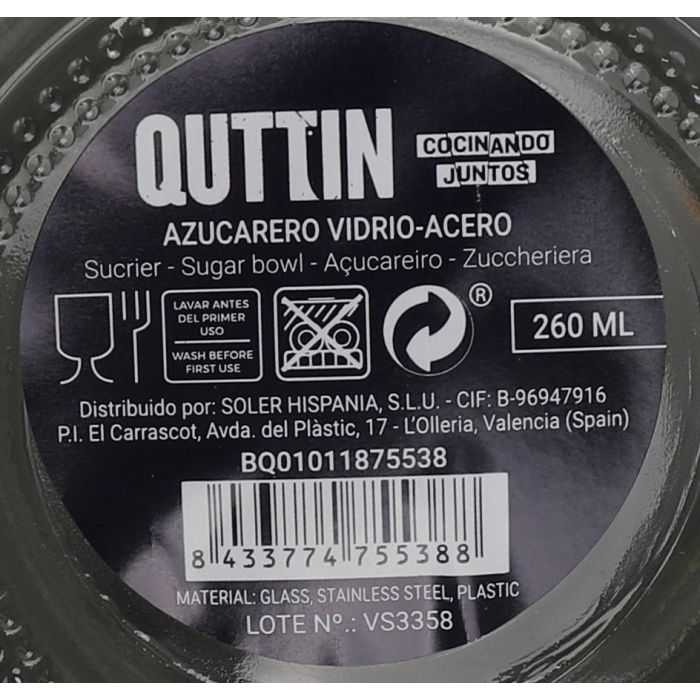 QUTTIN
COCINANDO
JUNTOS
AZUCARERO VIDRIO-ACERO
Sucrier - Sugar bowl - Açucareiro - Zuccheriera
LAVAR ANTES
DEL PRIMER
USO
WASH BEFORE
FIRST USE
®
260 ML
Distribuido por: SOLER HISPANIA, S.L.U. - CIF: B-96947916
P.I. El Carrascot, Avda. del Plàstic, 17 - L'Olleria, Valencia (Spain)
BQ01011875538
8 433774 755388
MATERIAL: GLASS, STAINLESS STEEL, PLASTIC
LOTE Nº.: VS3358